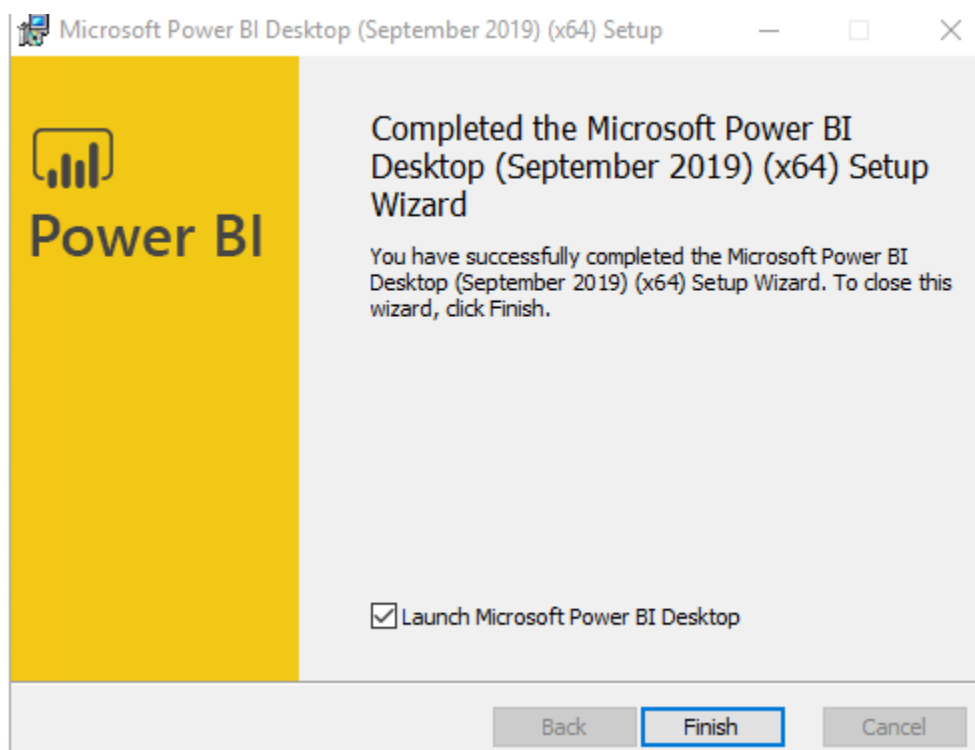 Microsoft Power BI Desktop (September 2019) (x64) Setup
Power BI
Completed the Microsoft Power BI
Desktop (September 2019) (x64) Setup
Wizard
You have successfully completed the Microsoft Power BI
Desktop (September 2019) (x64) Setup Wizard. To close this
wizard, click Finish.
Launch Microsoft Power BI Desktop
Back
Finish
Cancel